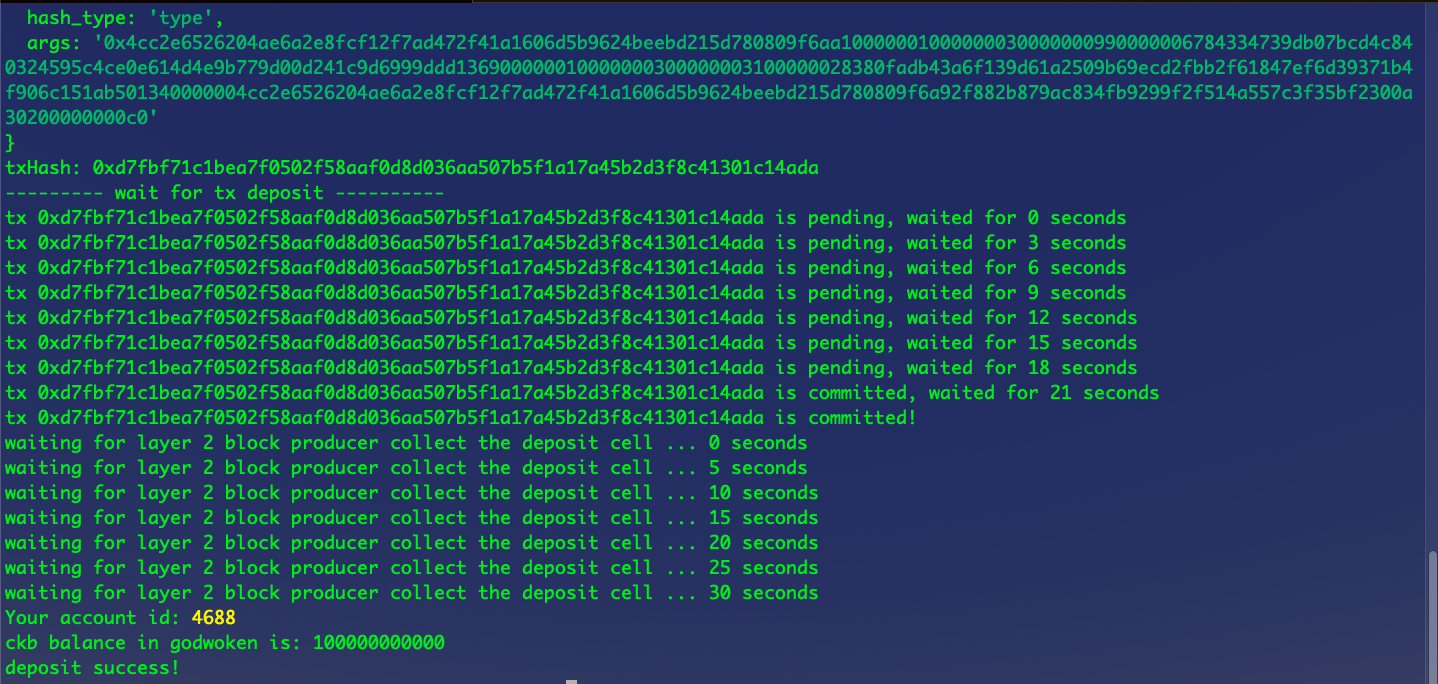 hash_type: 'type',
args: '0x4cc2e6526204ae6a2e8fcf12f7ad472f41a1606d5b9624beebd215d780809f6aa10000001000000030000000990000006784334739db07bcd4c84
0324595c4ce0e614d4e9b779d00d241c9d6999ddd1369000000010000000300000003100000028380fadb43a6f139d61a2509b69ecd2fbb2f61847ef6d39371b4
f906c151ab501340000004cc2e6526204ae6a2e8fcf12f7ad472f41a1606d5b9624beebd215d780809f6a92f882b879ac834fb9299f2f514a557c3f35bf2300a
30200000000c0'
}
txHash: 0xd7fbf71c1bea7f0502f58aaf0d8d036aa507b5f1a17a45b2d3f8c41301c14ada
--------- wait for tx deposit ----------
tx 0xd7fbf71c1bea7f0502f58aaf0d8d036aa507b5f1a17a45b2d3f8c41301c14ada is pending, waited for 0 seconds
tx 0xd7fbf71c1bea7f0502f58aaf0d8d036aa507b5f1a17a45b2d3f8c41301c14ada is pending, waited for 3 seconds
tx 0xd7fbf71c1bea7f0502f58aaf0d8d036aa507b5f1a17a45b2d3f8c41301c14ada is pending, waited for 6 seconds
tx 0xd7fbf71c1bea7f0502f58aaf0d8d036aa507b5f1a17a45b2d3f8c41301c14ada is pending, waited for 9 seconds
tx 0xd7fbf71c1bea7f0502f58aaf0d8d036aa507b5f1a17a45b2d3f8c41301c14ada is pending, waited for 12 seconds
tx 0xd7fbf71c1bea7f0502f58aaf0d8d036aa507b5f1a17a45b2d3f8c41301c14ada is pending, waited for 15 seconds
tx 0xd7fbf71c1bea7f0502f58aaf0d8d036aa507b5f1a17a45b2d3f8c41301c14ada is pending, waited for 18 seconds
tx 0xd7fbf71c1bea7f0502f58aaf0d8d036aa507b5f1a17a45b2d3f8c41301c14ada is committed, waited for 21 seconds
tx 0xd7fbf71c1bea7f0502f58aaf0d8d036aa507b5f1a17a45b2d3f8c41301c14ada is committed!
waiting for layer 2 block producer collect the deposit cell ... 0 seconds
waiting for layer 2 block producer collect the deposit cell ... 5 seconds
waiting for layer 2 block producer collect the deposit cell ... 10 seconds
waiting for layer 2 block producer collect the deposit cell ... 15 seconds
waiting for layer 2 block producer collect the deposit cell ... 20 seconds
waiting for layer 2 block producer collect the deposit cell ... 25 seconds
waiting for layer 2 block producer collect the deposit cell ... 30 seconds
Your account id: 4688
ckb balance in godwoken is: 100000000000
deposit success!